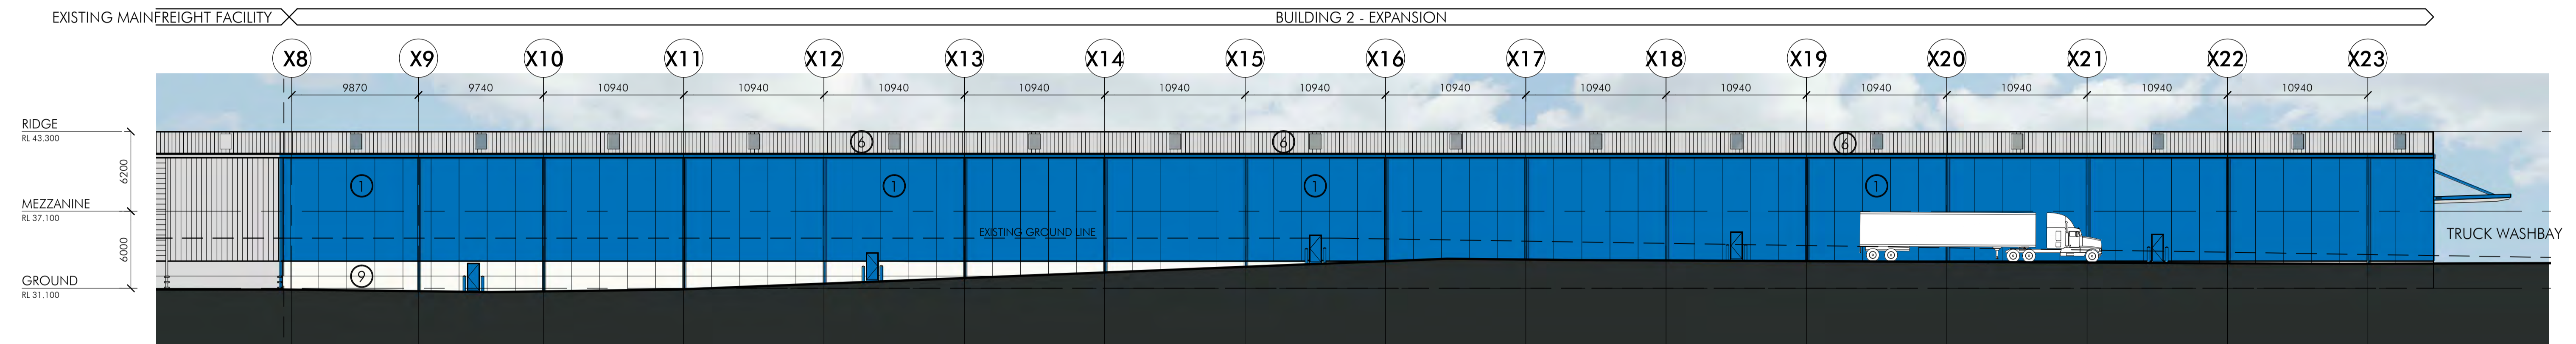 EXISTING MAINFREIGHT FACILITY
BUILDING 2 - EXPANSION
X8 X9 X10 X11 X12 X13 X14 X15 X16 X17 X18 X19 X20 X21 X22 X23
9870 9740 10940 10940 10940 10940 10940 10940 10940 10940 10940 10940 10940 10940 10940
RIDGE
RL 43.300
6 6 6
6200
1 1 1 1
MEZZANINE
RL 37.100
EXISTING GROUND LINE
TRUCK WASHBAY
6000
9
GROUND
RL 31.100